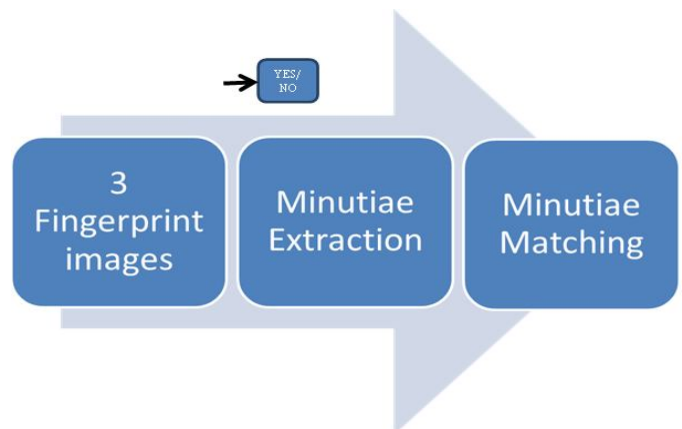 YES/
NO
3
Fingerprint
images
Minutiae
Extraction
Minutiae
Matching